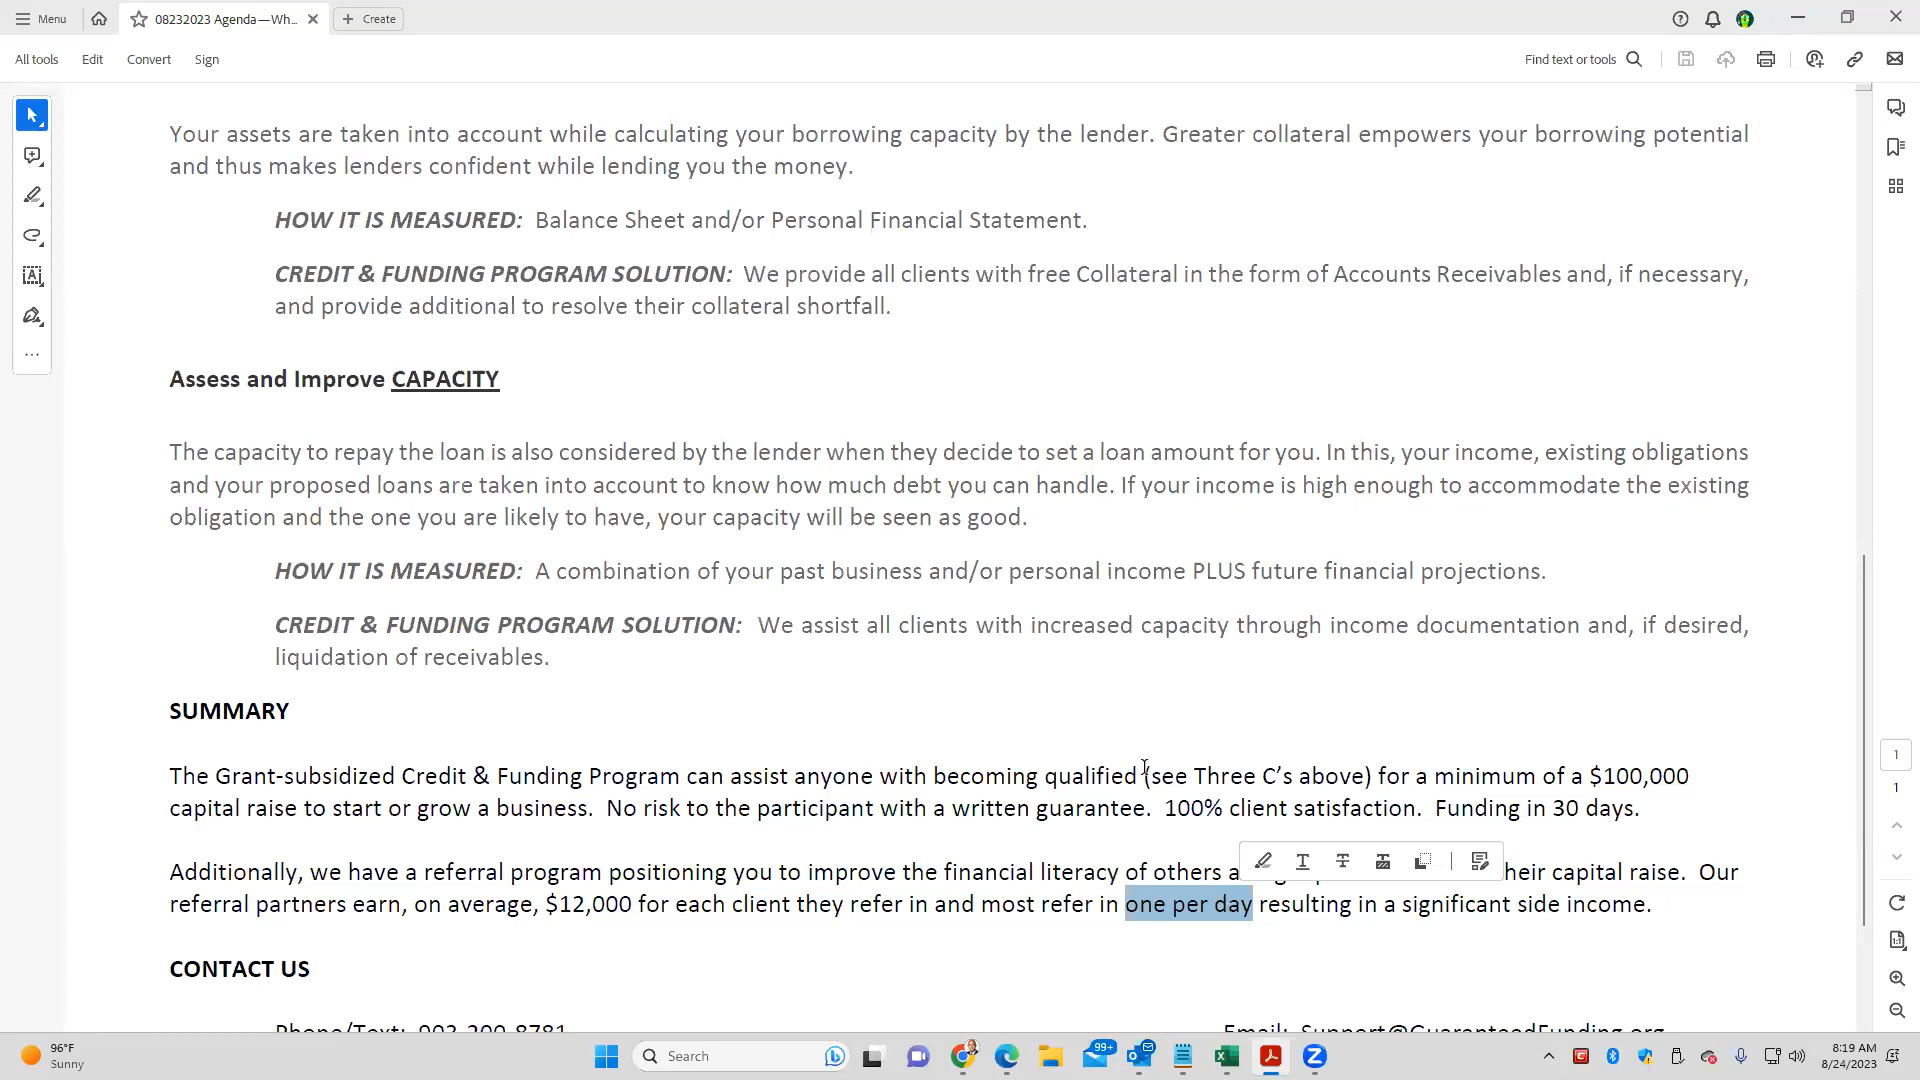 Menu
08232023 Agenda—Wh...
Create
All tools
Edit
Convert
Sign
Find text or tools
Your assets are taken into account while calculating your borrowing capacity by the lender. Greater collateral empowers your borrowing potential
and thus makes lenders confident while lending you the money.
HOW IT IS MEASURED: Balance Sheet and/or Personal Financial Statement.
CREDIT & FUNDING PROGRAM SOLUTION: We provide all clients with free Collateral in the form of Accounts Receivables and, if necessary,
and provide additional to resolve their collateral shortfall.
Assess and Improve CAPACITY
The capacity to repay the loan is also considered by the lender when they decide to set a loan amount for you. In this, your income, existing obligations
and your proposed loans are taken into account to know how much debt you can handle. If your income is high enough to accommodate the existing
obligation and the one you are likely to have, your capacity will be seen as good.
HOW IT IS MEASURED: A combination of your past business and/or personal income PLUS future financial projections.
CREDIT & FUNDING PROGRAM SOLUTION: We assist all clients with increased capacity through income documentation and, if desired,
liquidation of receivables.
SUMMARY
The Grant-subsidized Credit & Funding Program can assist anyone with becoming qualified (see Three C's above) for a minimum of a $100,000
capital raise to start or grow a business. No risk to the participant with a written guarantee. 100% client satisfaction. Funding in 30 days.
Additionally, we have a referral program positioning you to improve the financial literacy of others a heir capital raise. Our
referral partners earn, on average, $12,000 for each client they refer in and most refer in one per day resulting in a significant side income.
CONTACT US
Phone/Text: 903-200-8781
Email: Support@GuaranteedFunding.org
1
1
96°F
Sunny
Search
99+
8:19 AM
8/24/2023